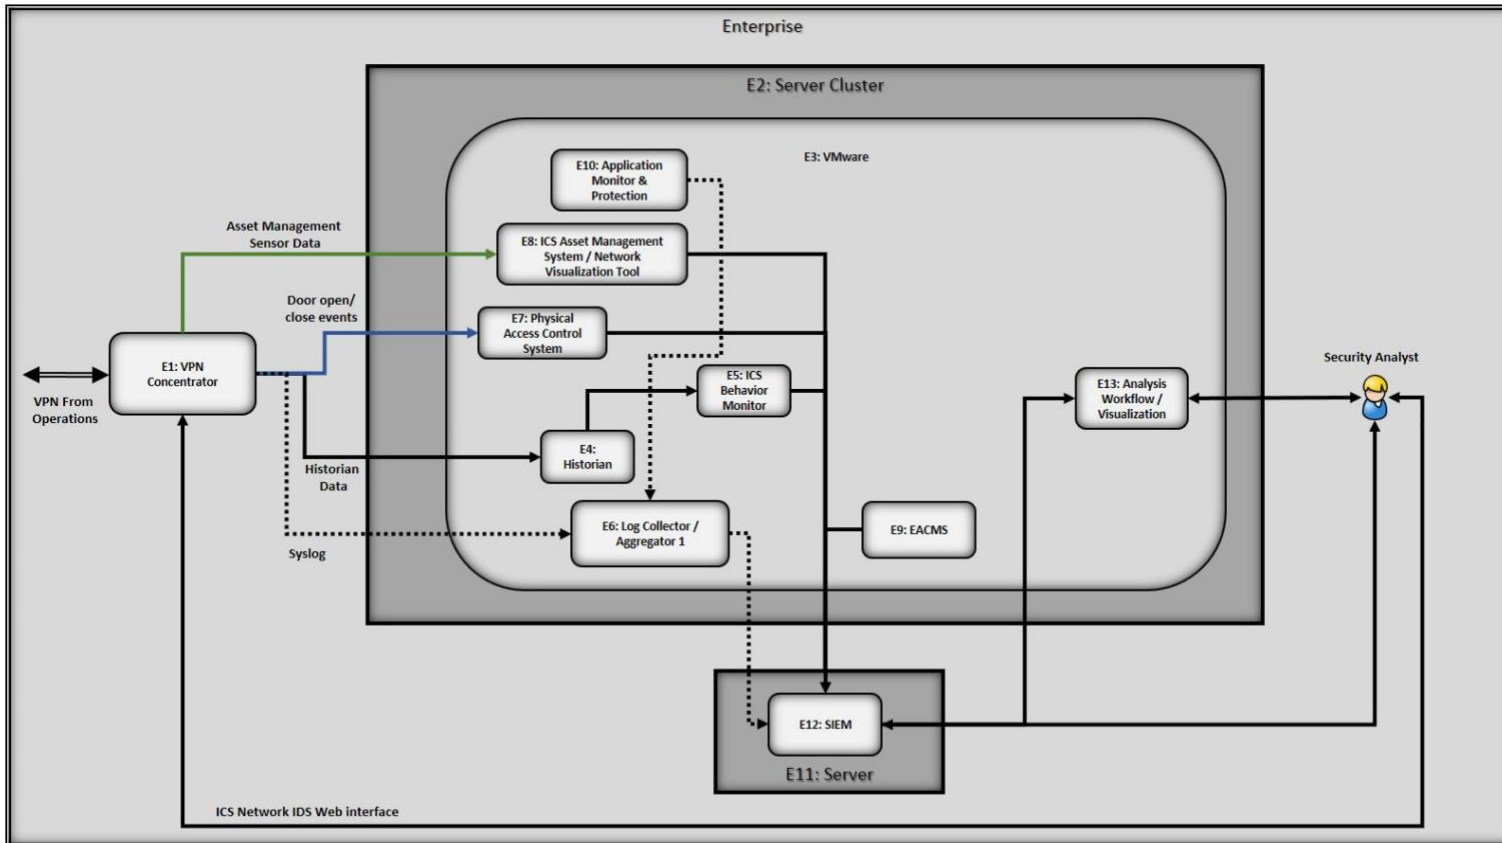 Enterprise
E2: Server Cluster
E3: VMware
E10: Application
Monitor &
Protection
Asset Management
Sensor Data
E8: ICS Asset Management
System / Network
Visualization Tool
Door open/
close events
E7: Physical
Access Control
System
E1: VPN
Concentrator
VPN From
Operations
E5: ICS
Behavior
Monitor
E13: Analysis
Workflow /
Visualization
Security Analyst
E4:
Historian
Historian
Data
E6: Log Collector /
Aggregator 1
E9: EACMS
Syslog
E12: SIEM
E11: Server
ICS Network IDS Web interface